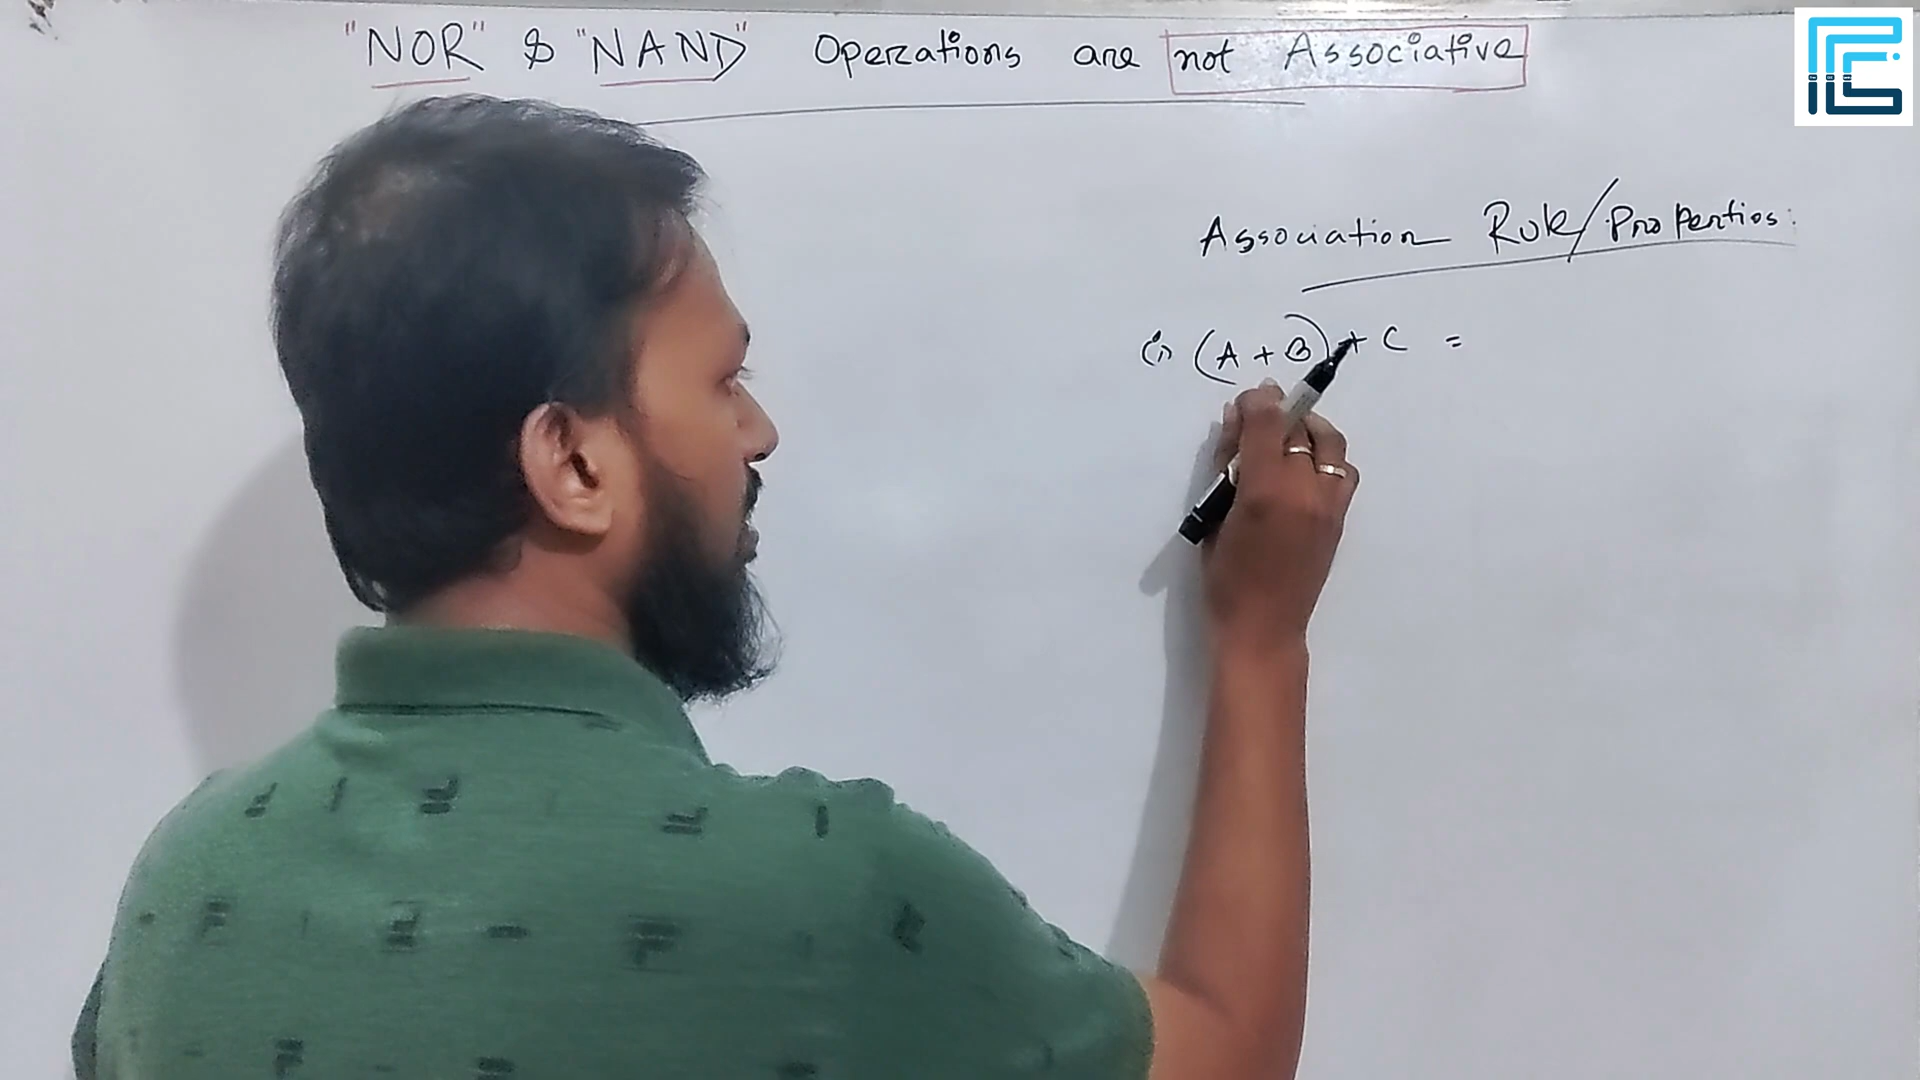 "NOR" & "NAND" Operations are not Associative
Association Rule/Properties:
(i) (A + B) + C =